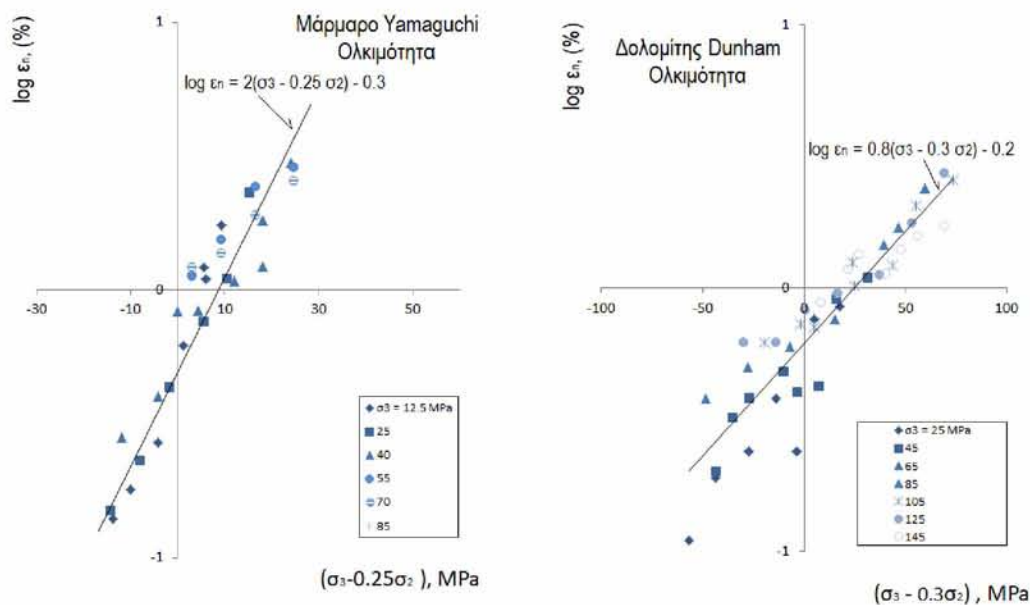 1
log εn, (%)
Μάρμαρο Yamaguchi
Ολκιμότητα
log εn = 2(σ3 - 0.25 σ2) - 0.3
0
-30
-10
10
30
50
σ3 = 12.5 MPa
25
40
55
70
85
-1
(σ3-0.25σ2 ), MPa
1
log εn, (%)
Δολομίτης Dunham
Ολκιμότητα
log εn = 0.8(σ3 - 0.3 σ2) - 0.2
0
-100
-50
0
50
100
σ3 = 25 MPa
45
65
85
105
125
145
-1
(σ3 - 0.3σ2) , MPa